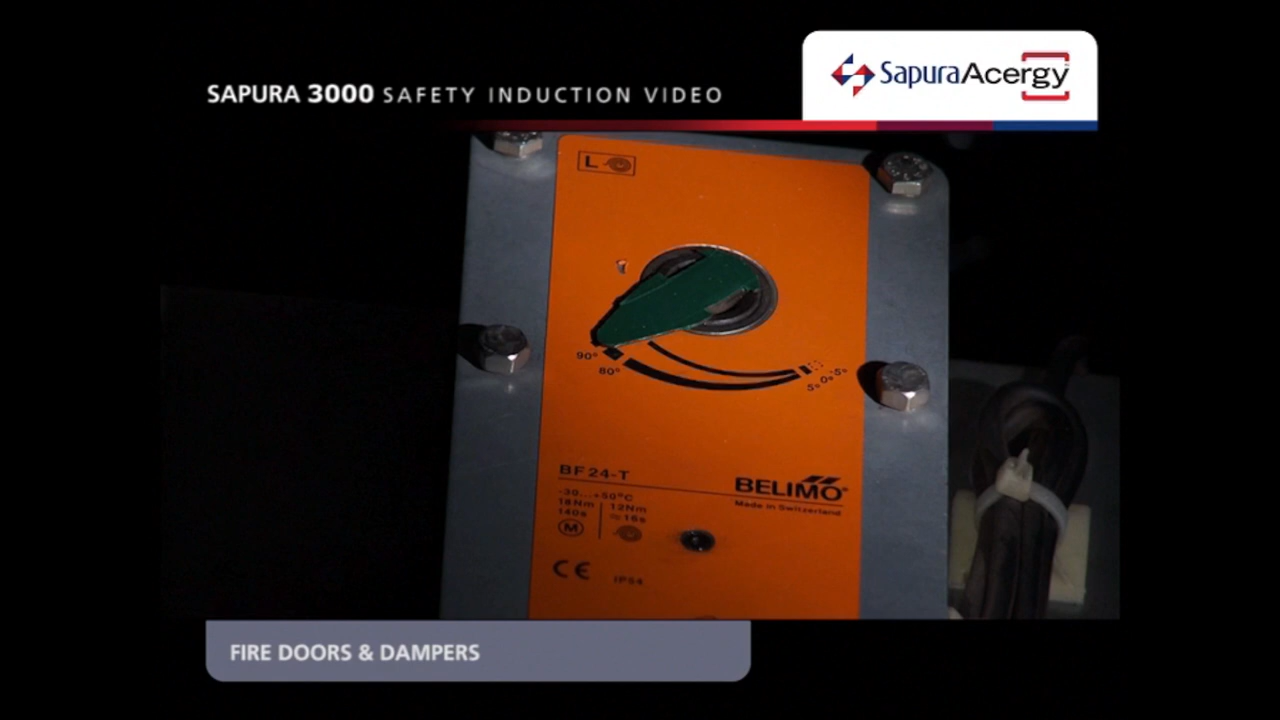 SapuraAcergy
SAPURA 3000 SAFETY INDUCTION VIDEO
L
90°
80°
5° 0° -5°
BF24-T
BELIMO®
Made in Switzerland
-30...+50°C
18Nm 12Nm
140s ≈16s
M
CE IP54
FIRE DOORS & DAMPERS